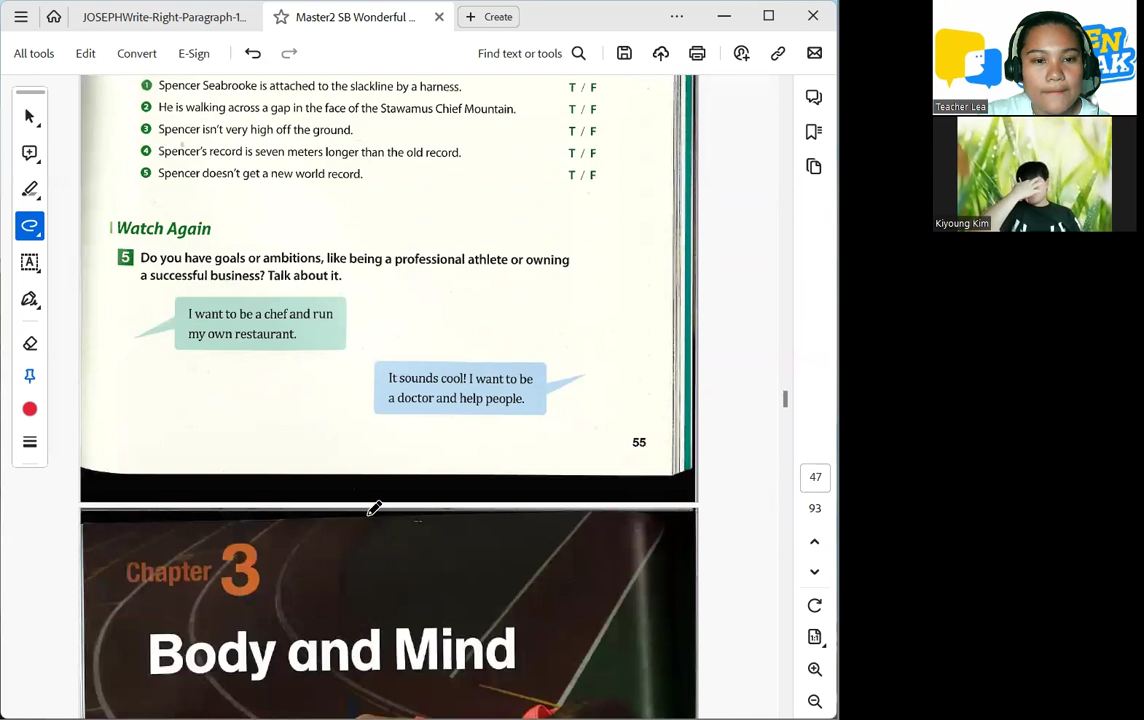 JOSEPHWrite-Right-Paragraph-1...
Master2 SB Wonderful ...
Create
All tools
Edit
Convert
E-Sign
Find text or tools
1 Spencer Seabrooke is attached to the slackline by a harness. T / F
2 He is walking across a gap in the face of the Stawamus Chief Mountain. T / F
3 Spencer isn't very high off the ground. T / F
4 Spencer's record is seven meters longer than the old record. T / F
5 Spencer doesn't get a new world record. T / F
Watch Again
5 Do you have goals or ambitions, like being a professional athlete or owning
a successful business? Talk about it.
I want to be a chef and run
my own restaurant.
It sounds cool! I want to be
a doctor and help people.
55
Chapter 3
Body and Mind
47
93
Teacher Lea
Kiyoung Kim